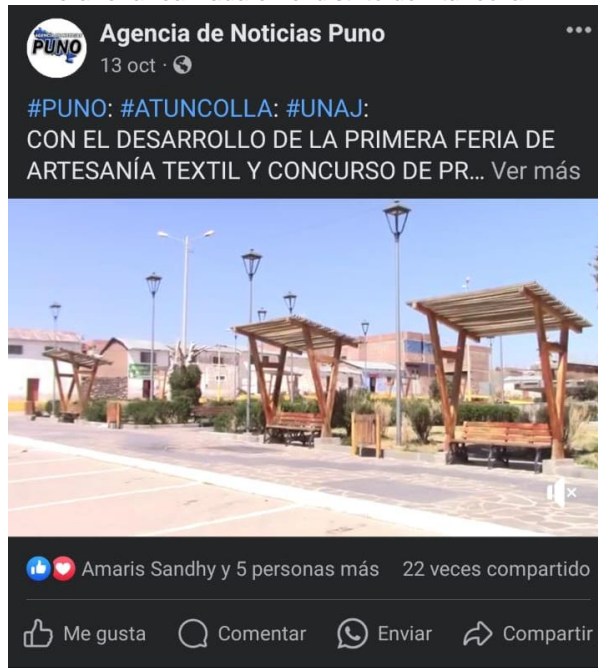 Agencia de Noticias Puno
13 oct ·
PUNO
#PUNO: #ATUNCOLLA: #UNAJ:
CON EL DESARROLLO DE LA PRIMERA FERIA DE
ARTESANÍA TEXTIL Y CONCURSO DE PR... Ver más
Amaris Sandhy y 5 personas más 22 veces compartido
Me gusta Comentar Enviar Compartir